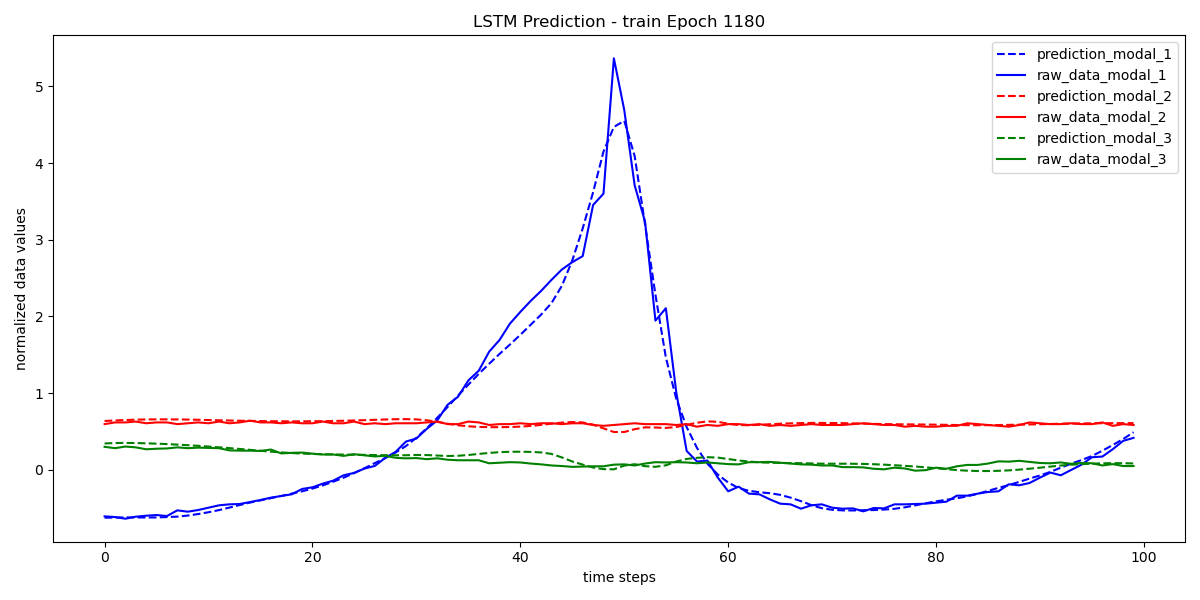 LSTM Prediction - train Epoch 1180
prediction_modal_1
raw_data_modal_1
prediction_modal_2
raw_data_modal_2
prediction_modal_3
raw_data_modal_3
normalized data values
5
4
3
2
1
0
0 20 40 60 80 100
time steps